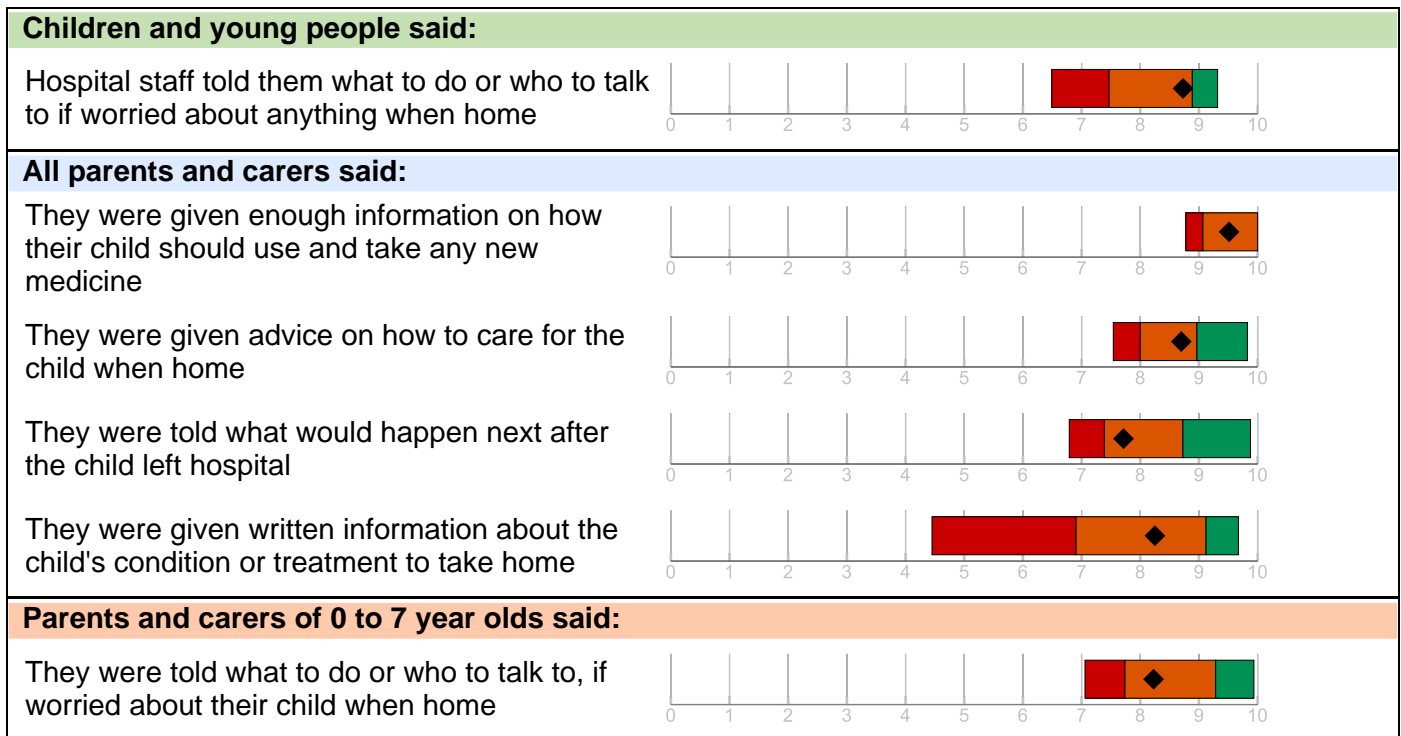 Children and young people said:
Hospital staff told them what to do or who to talk
to if worried about anything when home
0 1 2 3 4 5 6 7 8 9 10
All parents and carers said:
They were given enough information on how
their child should use and take any new
medicine
0 1 2 3 4 5 6 7 8 9 10
They were given advice on how to care for the
child when home
0 1 2 3 4 5 6 7 8 9 10
They were told what would happen next after
the child left hospital
0 1 2 3 4 5 6 7 8 9 10
They were given written information about the
child's condition or treatment to take home
0 1 2 3 4 5 6 7 8 9 10
Parents and carers of 0 to 7 year olds said:
They were told what to do or who to talk to, if
worried about their child when home
0 1 2 3 4 5 6 7 8 9 10